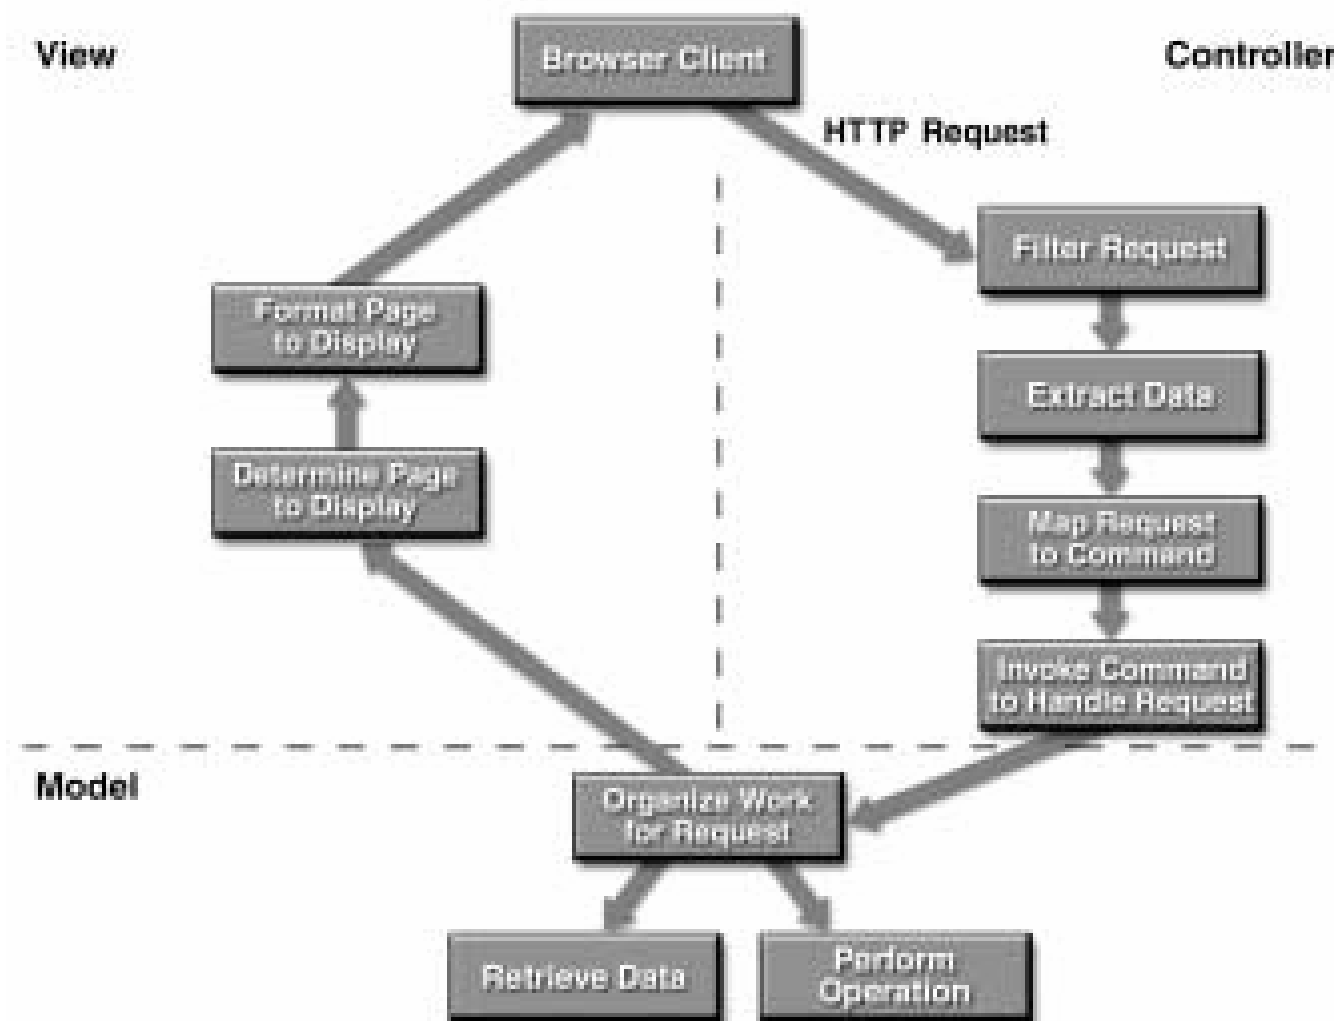 View
Browser Client
Controller
HTTP Request
Filter Request
Format Page
to Display
Extract Data
Determine Page
to Display
Map Request
to Command
Invoke Command
to Handle Request
Model
Organize Work
for Request
Retrieve Data
Perform
Operation